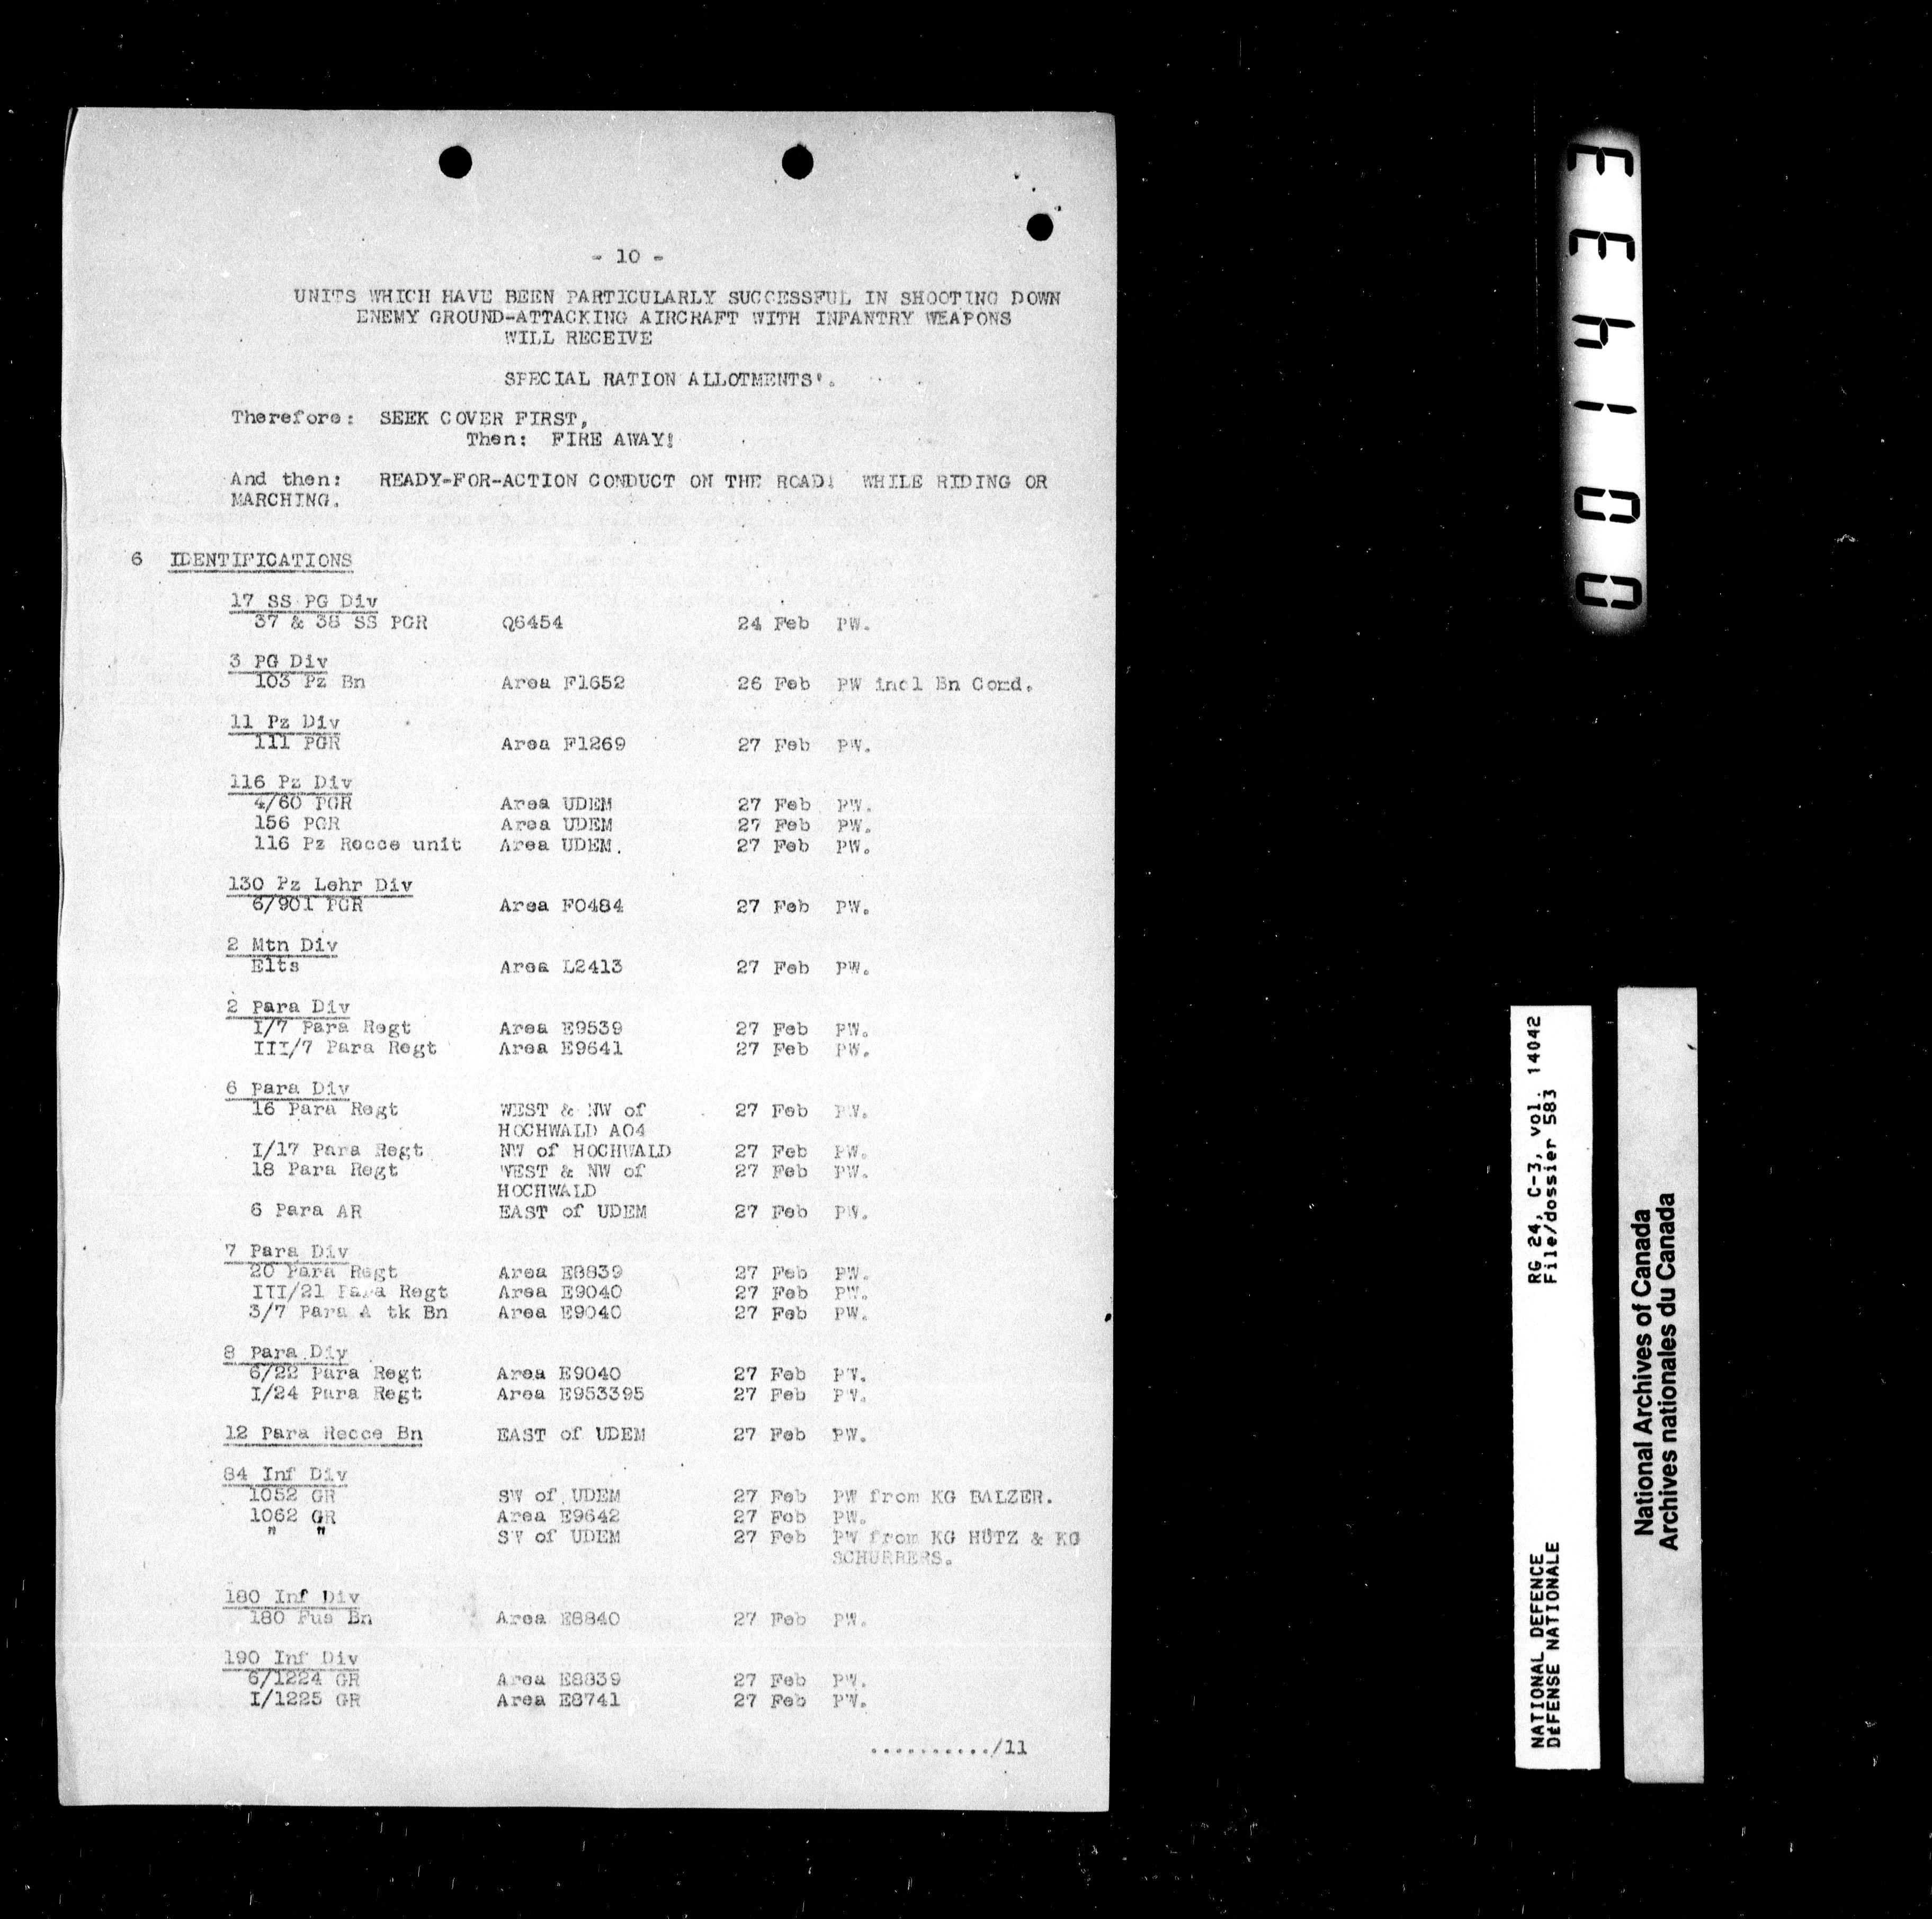 - 10 -
UNITS WHICH HAVE BEEN PARTICULARLY SUCCESSFUL IN SHOOTING DOWN
ENEMY GROUND-ATTACKING AIRCRAFT WITH INFANTRY WEAPONS
WILL RECEIVE
SPECIAL RATION ALLOTMENTS'.
Therefore: SEEK COVER FIRST,
Then: FIRE AWAY!
And then: READY-FOR-ACTION CONDUCT ON THE ROAD! WHILE RIDING OR
MARCHING.
6 IDENTIFICATIONS
17 SS PG Div
37 & 38 SS PGR Q6454 24 Feb PW.
3 PG Div
103 Pz Bn Area F1652 26 Feb PW incl Bn Comd.
11 Pz Div
111 PGR Area F1269 27 Feb PW.
116 Pz Div
4/60 PGR Area UDEM 27 Feb PW.
156 PGR Area UDEM 27 Feb PW.
116 Pz Recce unit Area UDEM. 27 Feb PW.
130 Pz Lehr Div
6/901 PGR Area F0484 27 Feb PW.
2 Mtn Div
Elts Area L2413 27 Feb PW.
2 Para Div
I/7 Para Regt Area E9539 27 Feb PW.
III/7 Para Regt Area E9641 27 Feb PW.
6 Para Div
16 Para Regt WEST & NW of 27 Feb PW.
HOCHWALD A04
I/17 Para Regt NW of HOCHWALD 27 Feb PW.
18 Para Regt WEST & NW of 27 Feb PW.
HOCHWALD
6 Para AR EAST of UDEM 27 Feb PW.
7 Para Div
20 Para Regt Area E8839 27 Feb PW.
III/21 Para Regt Area E9040 27 Feb PW.
3/7 Para A tk Bn Area E9040 27 Feb PW.
8 Para Div
6/22 Para Regt Area E9040 27 Feb PW.
I/24 Para Regt Area E953395 27 Feb PW.
12 Para Recce Bn EAST of UDEM 27 Feb PW.
84 Inf Div
1052 GR SW of UDEM 27 Feb PW from KG BALZER.
1062 GR Area E9642 27 Feb PW.
" " SW of UDEM 27 Feb PW from KG HÜTZ & KG
SCHURRERS.
180 Inf Div
180 Fus Bn Area E8840 27 Feb PW.
190 Inf Div
6/1224 GR Area E8839 27 Feb PW.
I/1225 GR Area E8741 27 Feb PW.
........../11
001433
RG 24, C-3, vol. 14042
File/dossier 583
NATIONAL DEFENCE
DÉFENSE NATIONALE
National Archives of Canada
Archives nationales du Canada